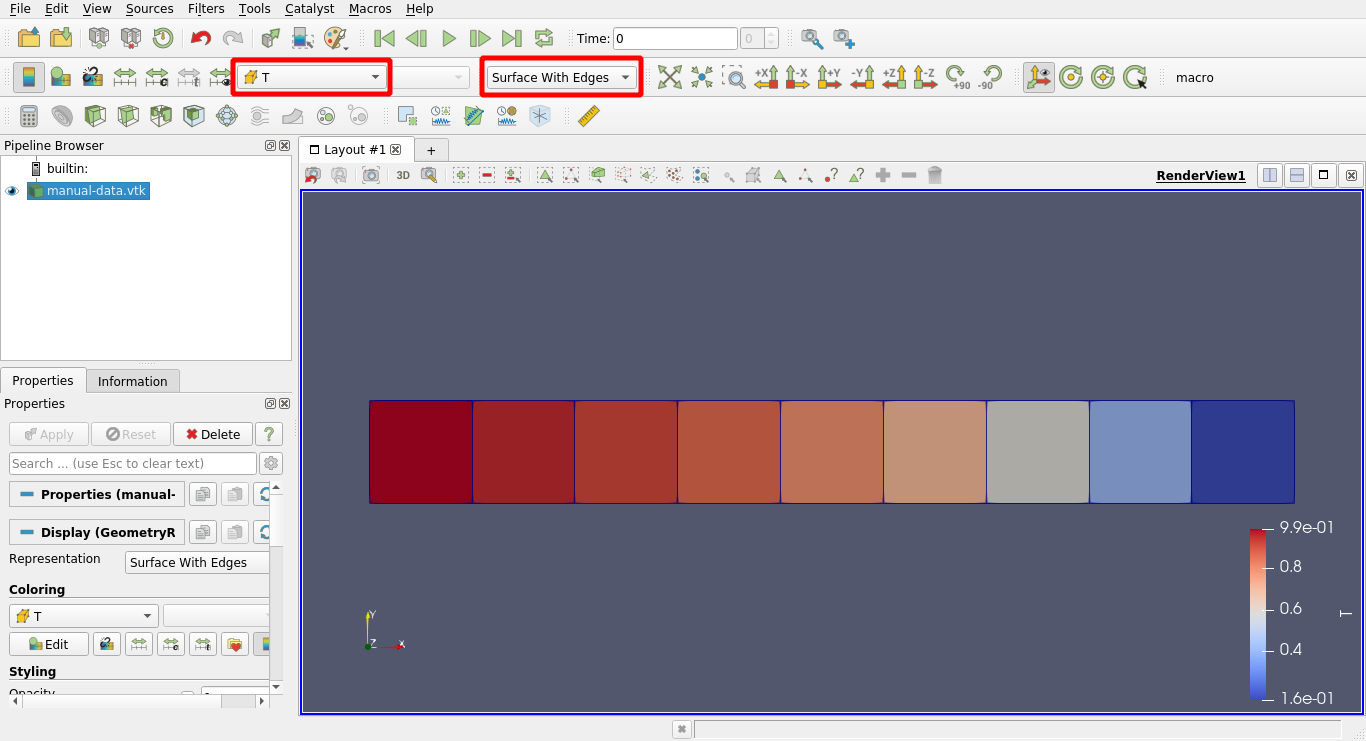 File Edit View Sources Filters Tools Catalyst Macros Help
Time: 0 0
T Surface With Edges +X -X +Y -Y +Z -Z +90 -90 macro
Pipeline Browser
Layout #1 +
builtin:
3D RenderView1
manual-data.vtk
Properties Information
Properties
Apply Reset Delete ?
Search ... (use Esc to clear text)
Properties (manual-
Display (GeometryR
Representation Surface With Edges
Coloring
T
Edit
Styling
Opacity
9.9e-01
0.8
0.6
T
0.4
1.6e-01
Y
Z X